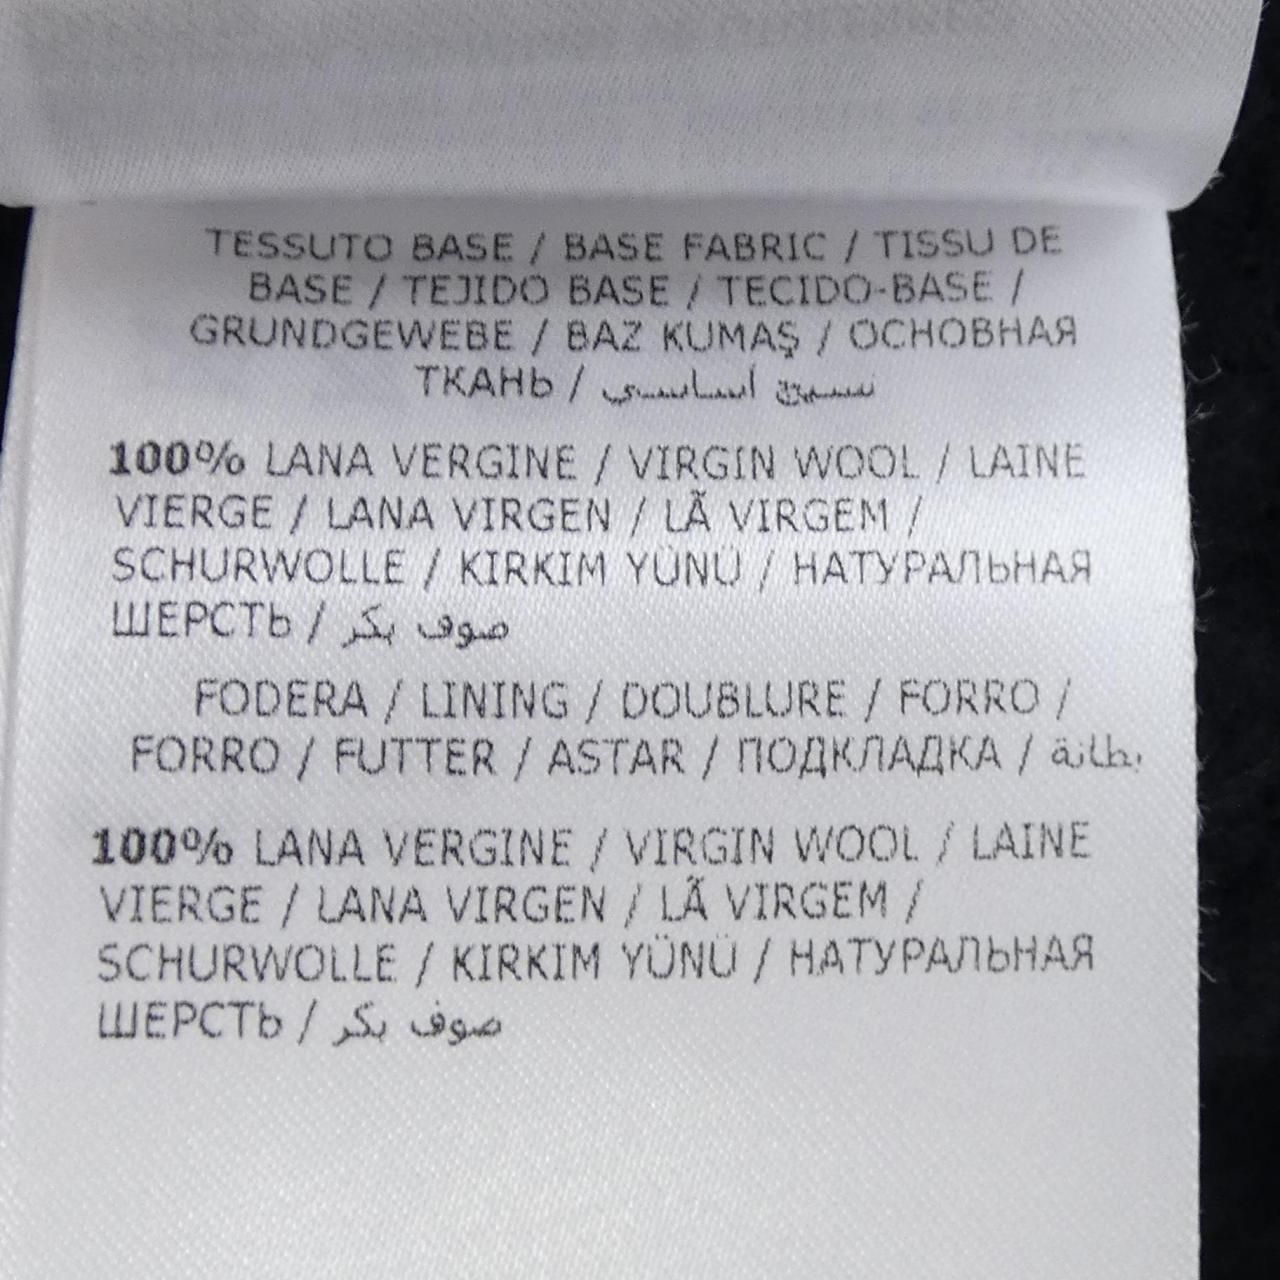 TESSUTO BASE / BASE FABRIC / TISSU DE
BASE / TEJIDO BASE / TECIDO-BASE /
GRUNDGEWEBE / BAZ KUMAŞ / ОСНОВНАЯ
ТКАНЬ / نسيج أساسي
100% LANA VERGINE / VIRGIN WOOL / LAINE
VIERGE / LANA VIRGEN / LÃ VIRGEM /
SCHURWOLLE / KIRKIM YÜNÜ / НАТУРАЛЬНАЯ
ШЕРСТЬ / صوف بكر
FODERA / LINING / DOUBLURE / FORRO /
FORRO / FUTTER / ASTAR / ПОДКЛАДКА / بطانة
100% LANA VERGINE / VIRGIN WOOL / LAINE
VIERGE / LANA VIRGEN / LÃ VIRGEM /
SCHURWOLLE / KIRKIM YÜNÜ / НАТУРАЛЬНАЯ
ШЕРСТЬ / صوف بكر